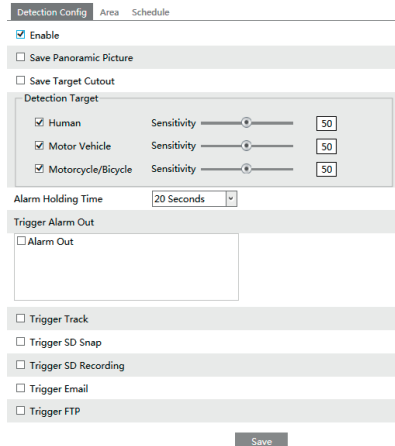 Detection Config Area Schedule
Enable
Save Panoramic Picture
Save Target Cutout
Detection Target
Human Sensitivity 50
Motor Vehicle Sensitivity 50
Motorcycle/Bicycle Sensitivity 50
Alarm Holding Time 20 Seconds
Trigger Alarm Out
Alarm Out
Trigger Track
Trigger SD Snap
Trigger SD Recording
Trigger Email
Trigger FTP
Save